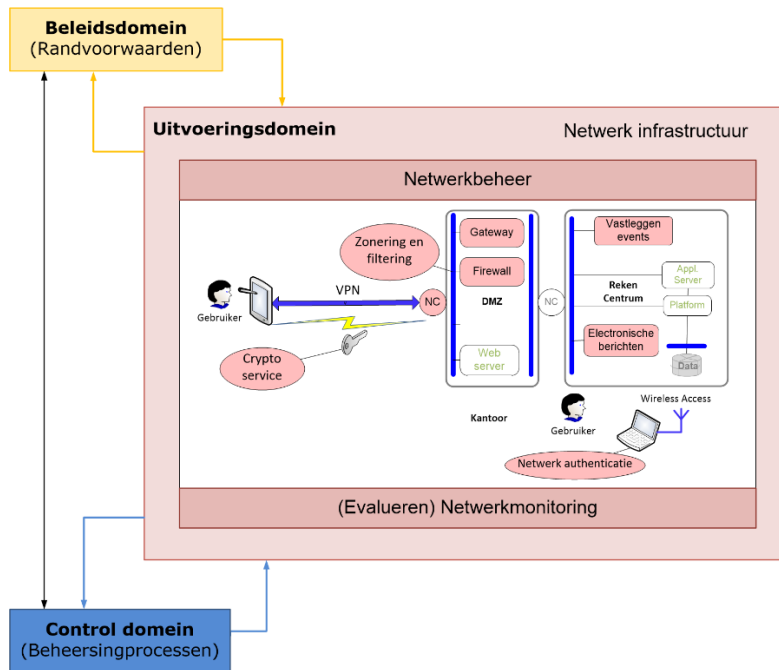 Beleidsdomein
(Randvoorwaarden)
Uitvoeringsdomein
Netwerk infrastructuur
Netwerkbeheer
Zonering en
filtering
Gateway
Firewall
DMZ
Web
server
VPN
NC
NC
Gebruiker
Crypto
service
Vastleggen
events
Reken
Centrum
Appl.
Server
Platform
Electronische
berichten
Data
Kantoor
Gebruiker
Wireless Access
Netwerk authenticatie
(Evalueren) Netwerkmonitoring
Control domein
(Beheersingprocessen)